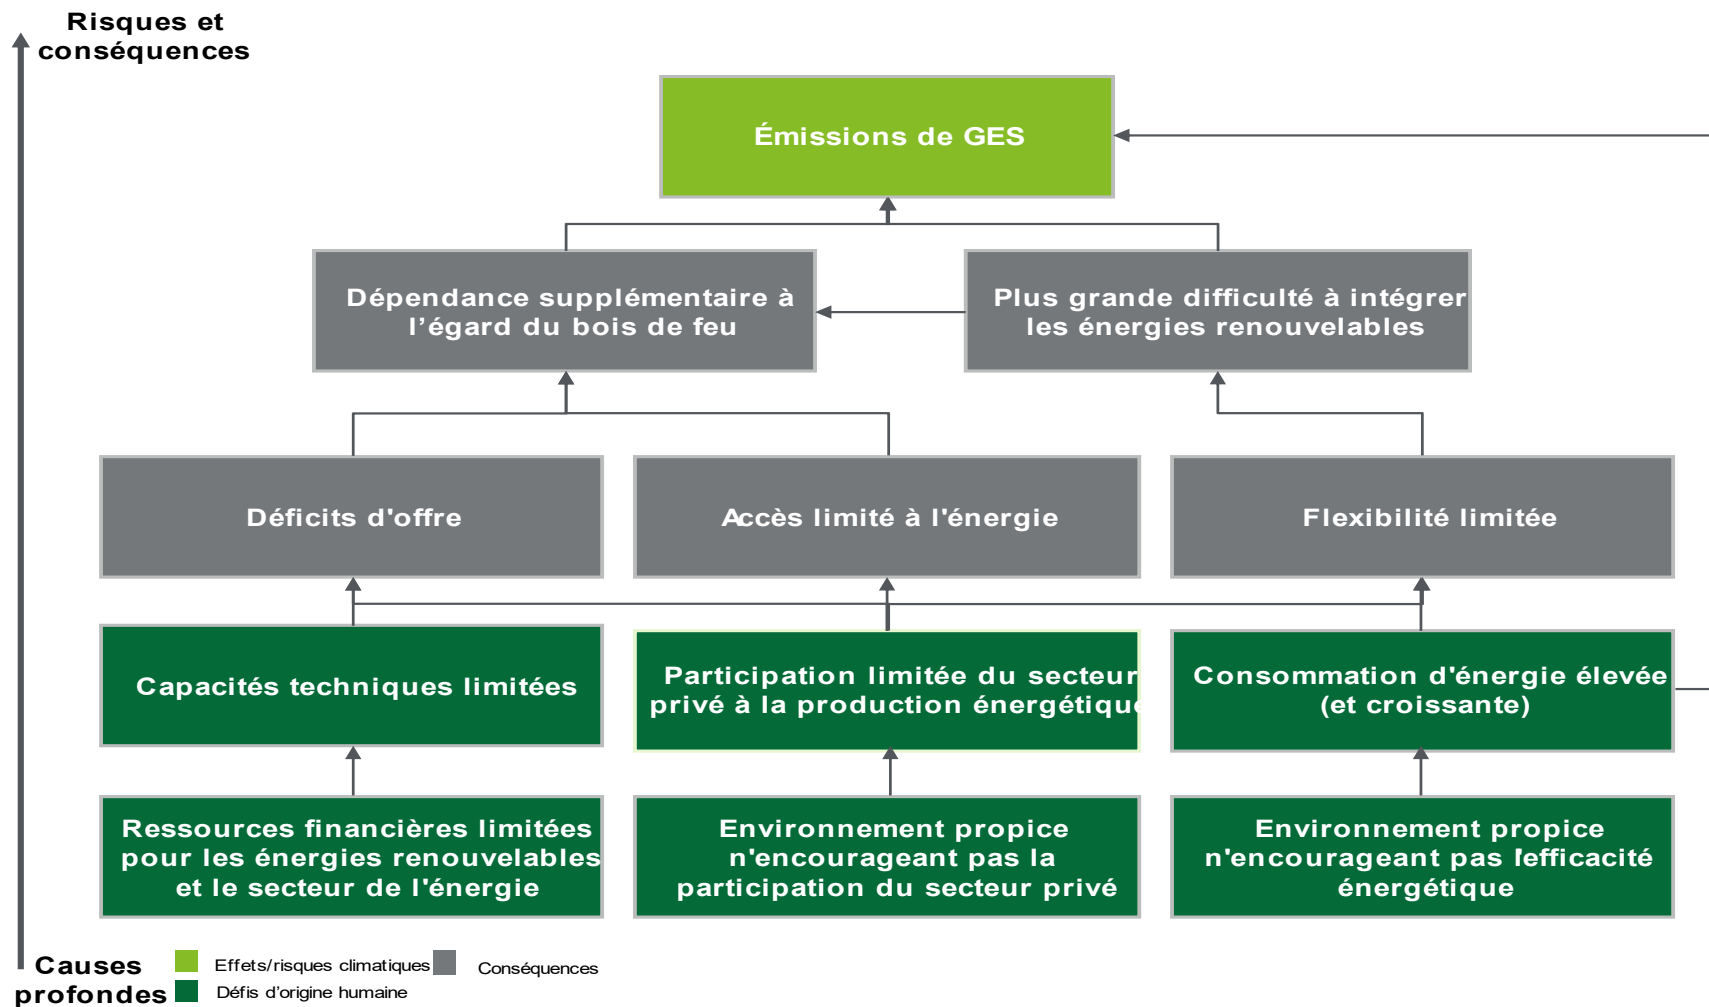 Risques et
conséquences
Émissions de GES
Dépendance supplémentaire à
l’égard du bois de feu
Plus grande difficulté à intégrer
les énergies renouvelables
Déficits d'offre
Accès limité à l'énergie
Flexibilité limitée
Capacités techniques limitées
Participation limitée du secteur
privé à la production énergétique
Consommation d'énergie élevée
(et croissante)
Ressources financières limitées
pour les énergies renouvelables
et le secteur de l'énergie
Environnement propice
n'encourageant pas la
participation du secteur privé
Environnement propice
n'encourageant pas l'efficacité
énergétique
Causes
profondes
Effets/risques climatiques
Conséquences
Défis d’origine humaine